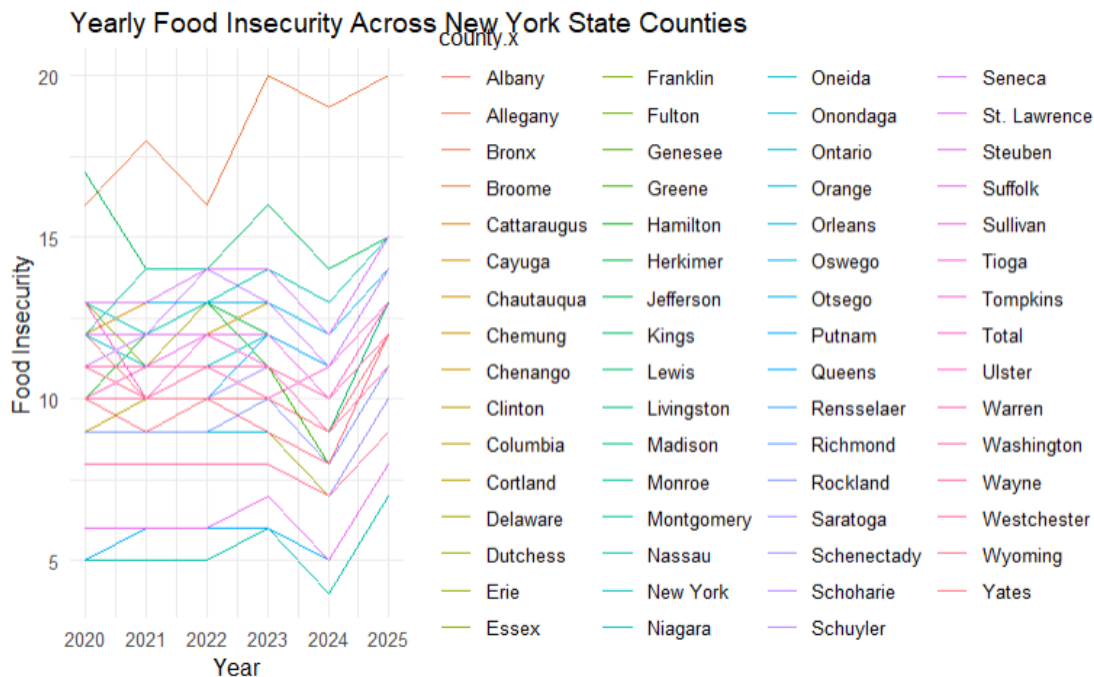 Yearly Food Insecurity Across New York State Counties
county.x
Albany Franklin Oneida Seneca
Allegany Fulton Onondaga St. Lawrence
Bronx Genesee Ontario Steuben
Broome Greene Orange Suffolk
Cattaraugus Hamilton Orleans Sullivan
Cayuga Herkimer Oswego Tioga
Chautauqua Jefferson Otsego Tompkins
Chemung Kings Putnam Total
Chenango Lewis Queens Ulster
Clinton Livingston Rensselaer Warren
Columbia Madison Richmond Washington
Cortland Monroe Rockland Wayne
Delaware Montgomery Saratoga Westchester
Dutchess Nassau Schenectady Wyoming
Erie New York Schoharie Yates
Essex Niagara Schuyler
20
15
10
5
Food Insecurity
2020 2021 2022 2023 2024 2025
Year